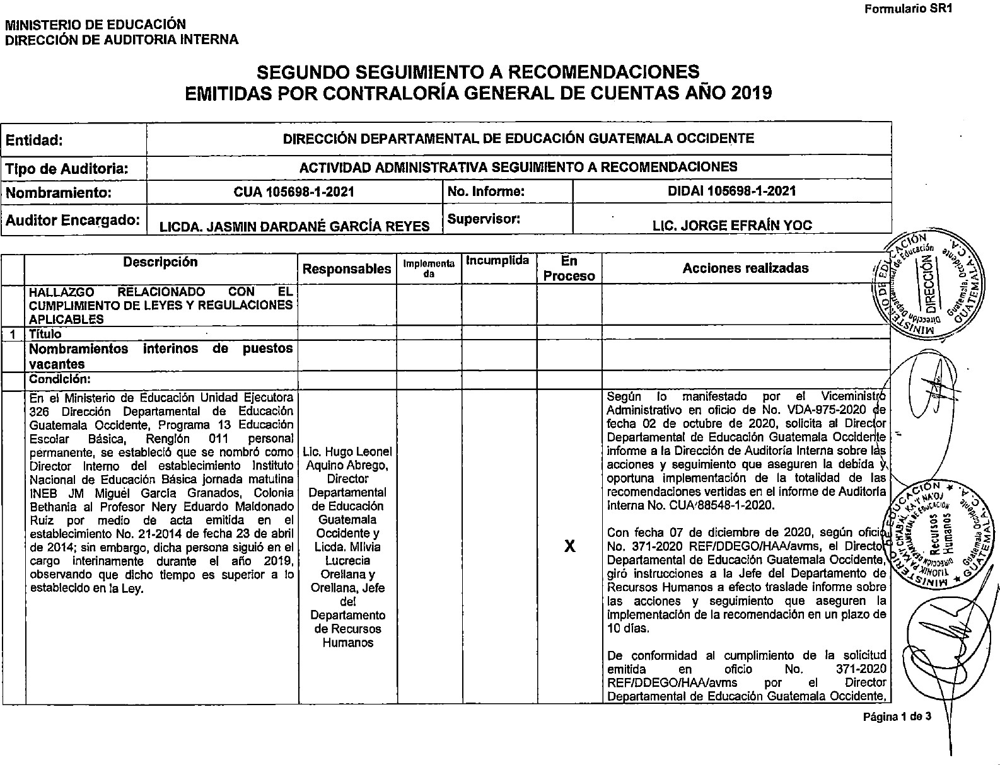 Formulario SR1
MINISTERIO DE EDUCACIÓN
DIRECCIÓN DE AUDITORIA INTERNA
SEGUNDO SEGUIMIENTO A RECOMENDACIONES
EMITIDAS POR CONTRALORÍA GENERAL DE CUENTAS AÑO 2019
Entidad: DIRECCIÓN DEPARTAMENTAL DE EDUCACIÓN GUATEMALA OCCIDENTE
Tipo de Auditoria: ACTIVIDAD ADMINISTRATIVA SEGUIMIENTO A RECOMENDACIONES
Nombramiento: CUA 105698-1-2021 No. Informe: DIDAI 105698-1-2021
Auditor Encargado: LICDA. JASMIN DARDANÉ GARCÍA REYES Supervisor: LIC. JORGE EFRAÍN YOC
Descripción Responsables Implementa
da Incumplida En
Proceso Acciones realizadas
HALLAZGO RELACIONADO CON EL
CUMPLIMIENTO DE LEYES Y REGULACIONES
APLICABLES
1 Título
Nombramientos interinos de puestos
vacantes
Condición:
En el Ministerio de Educación Unidad Ejecutora
326 Dirección Departamental de Educación
Guatemala Occidente, Programa 13 Educación
Escolar Básica, Renglón 011 personal
permanente, se estableció que se nombró como
Director Interno del establecimiento Instituto
Nacional de Educación Básica jornada matutina
INEB JM Miguel García Granados, Colonia
Bethania al Profesor Nery Eduardo Maldonado
Ruiz por medio de acta emitida en el
establecimiento No. 21-2014 de fecha 23 de abril
de 2014; sin embargo, dicha persona siguió en el
cargo interinamente durante el año 2019,
observando que dicho tiempo es superior a lo
establecido en la Ley.
Lic. Hugo Leonel
Aquino Abrego,
Director
Departamental
de Educación
Guatemala
Occidente y
Licda. Milvia
Lucrecia
Orellana y
Orellana, Jefe
del
Departamento
de Recursos
Humanos
X
Según lo manifestado por el Viceministro
Administrativo en oficio de No. VDA-975-2020 de
fecha 02 de octubre de 2020, solicita al Director
Departamental de Educación Guatemala Occidente
informe a la Dirección de Auditoría Interna sobre las
acciones y seguimiento que aseguren la debida y
oportuna implementación de la totalidad de las
recomendaciones vertidas en el informe de Auditoría
Interna No. CUA 88548-1-2020.
Con fecha 07 de diciembre de 2020, según oficio
No. 371-2020 REF/DDEGO/HAA/avms, el Director
Departamental de Educación Guatemala Occidente,
giró instrucciones a la Jefe del Departamento de
Recursos Humanos a efecto traslade informe sobre
las acciones y seguimiento que aseguren la
implementación de la recomendación en un plazo de
10 días.
De conformidad al cumplimiento de la solicitud
emitida en oficio No. 371-2020
REF/DDEGO/HAA/avms por el Director
Departamental de Educación Guatemala Occidente,
MINISTERIO DE EDUCACIÓN
Dirección Departamental de Educación
DIRECCIÓN
Guatemala, Occidente
GUATEMALA, C.A.
MINISTERIO DE EDUCACIÓN
DIRECCIÓN DEPARTAMENTAL DE EDUCACIÓN
Recursos
Humanos
Guatemala Occidente
GUATEMALA, C. A.
Página 1 de 3